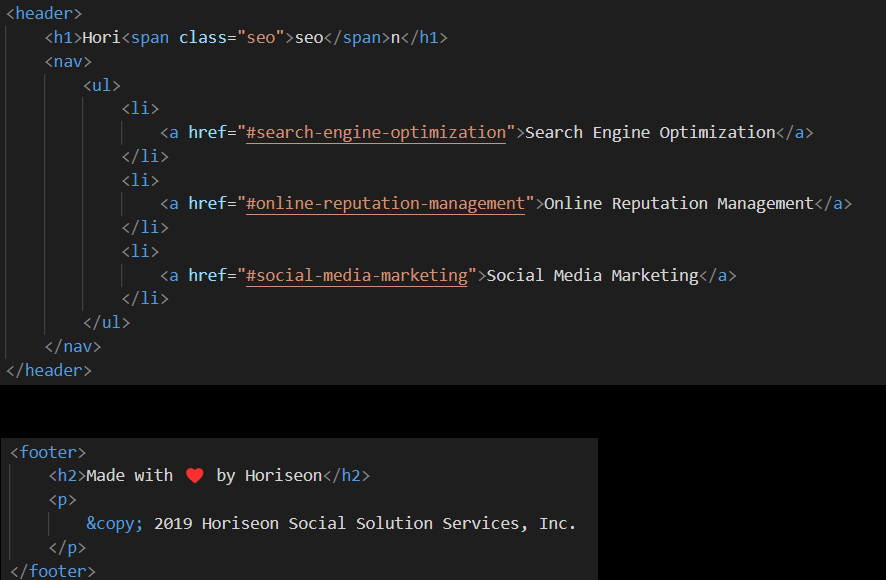 <header>
<h1>Hori<span class="seo">seo</span>n</h1>
<nav>
<ul>
<li>
<a href="#search-engine-optimization">Search Engine Optimization</a>
</li>
<li>
<a href="#online-reputation-management">Online Reputation Management</a>
</li>
<li>
<a href="#social-media-marketing">Social Media Marketing</a>
</li>
</ul>
</nav>
</header>
<footer>
<h2>Made with ❤️ by Horiseon</h2>
<p>
&copy; 2019 Horiseon Social Solution Services, Inc.
</p>
</footer>